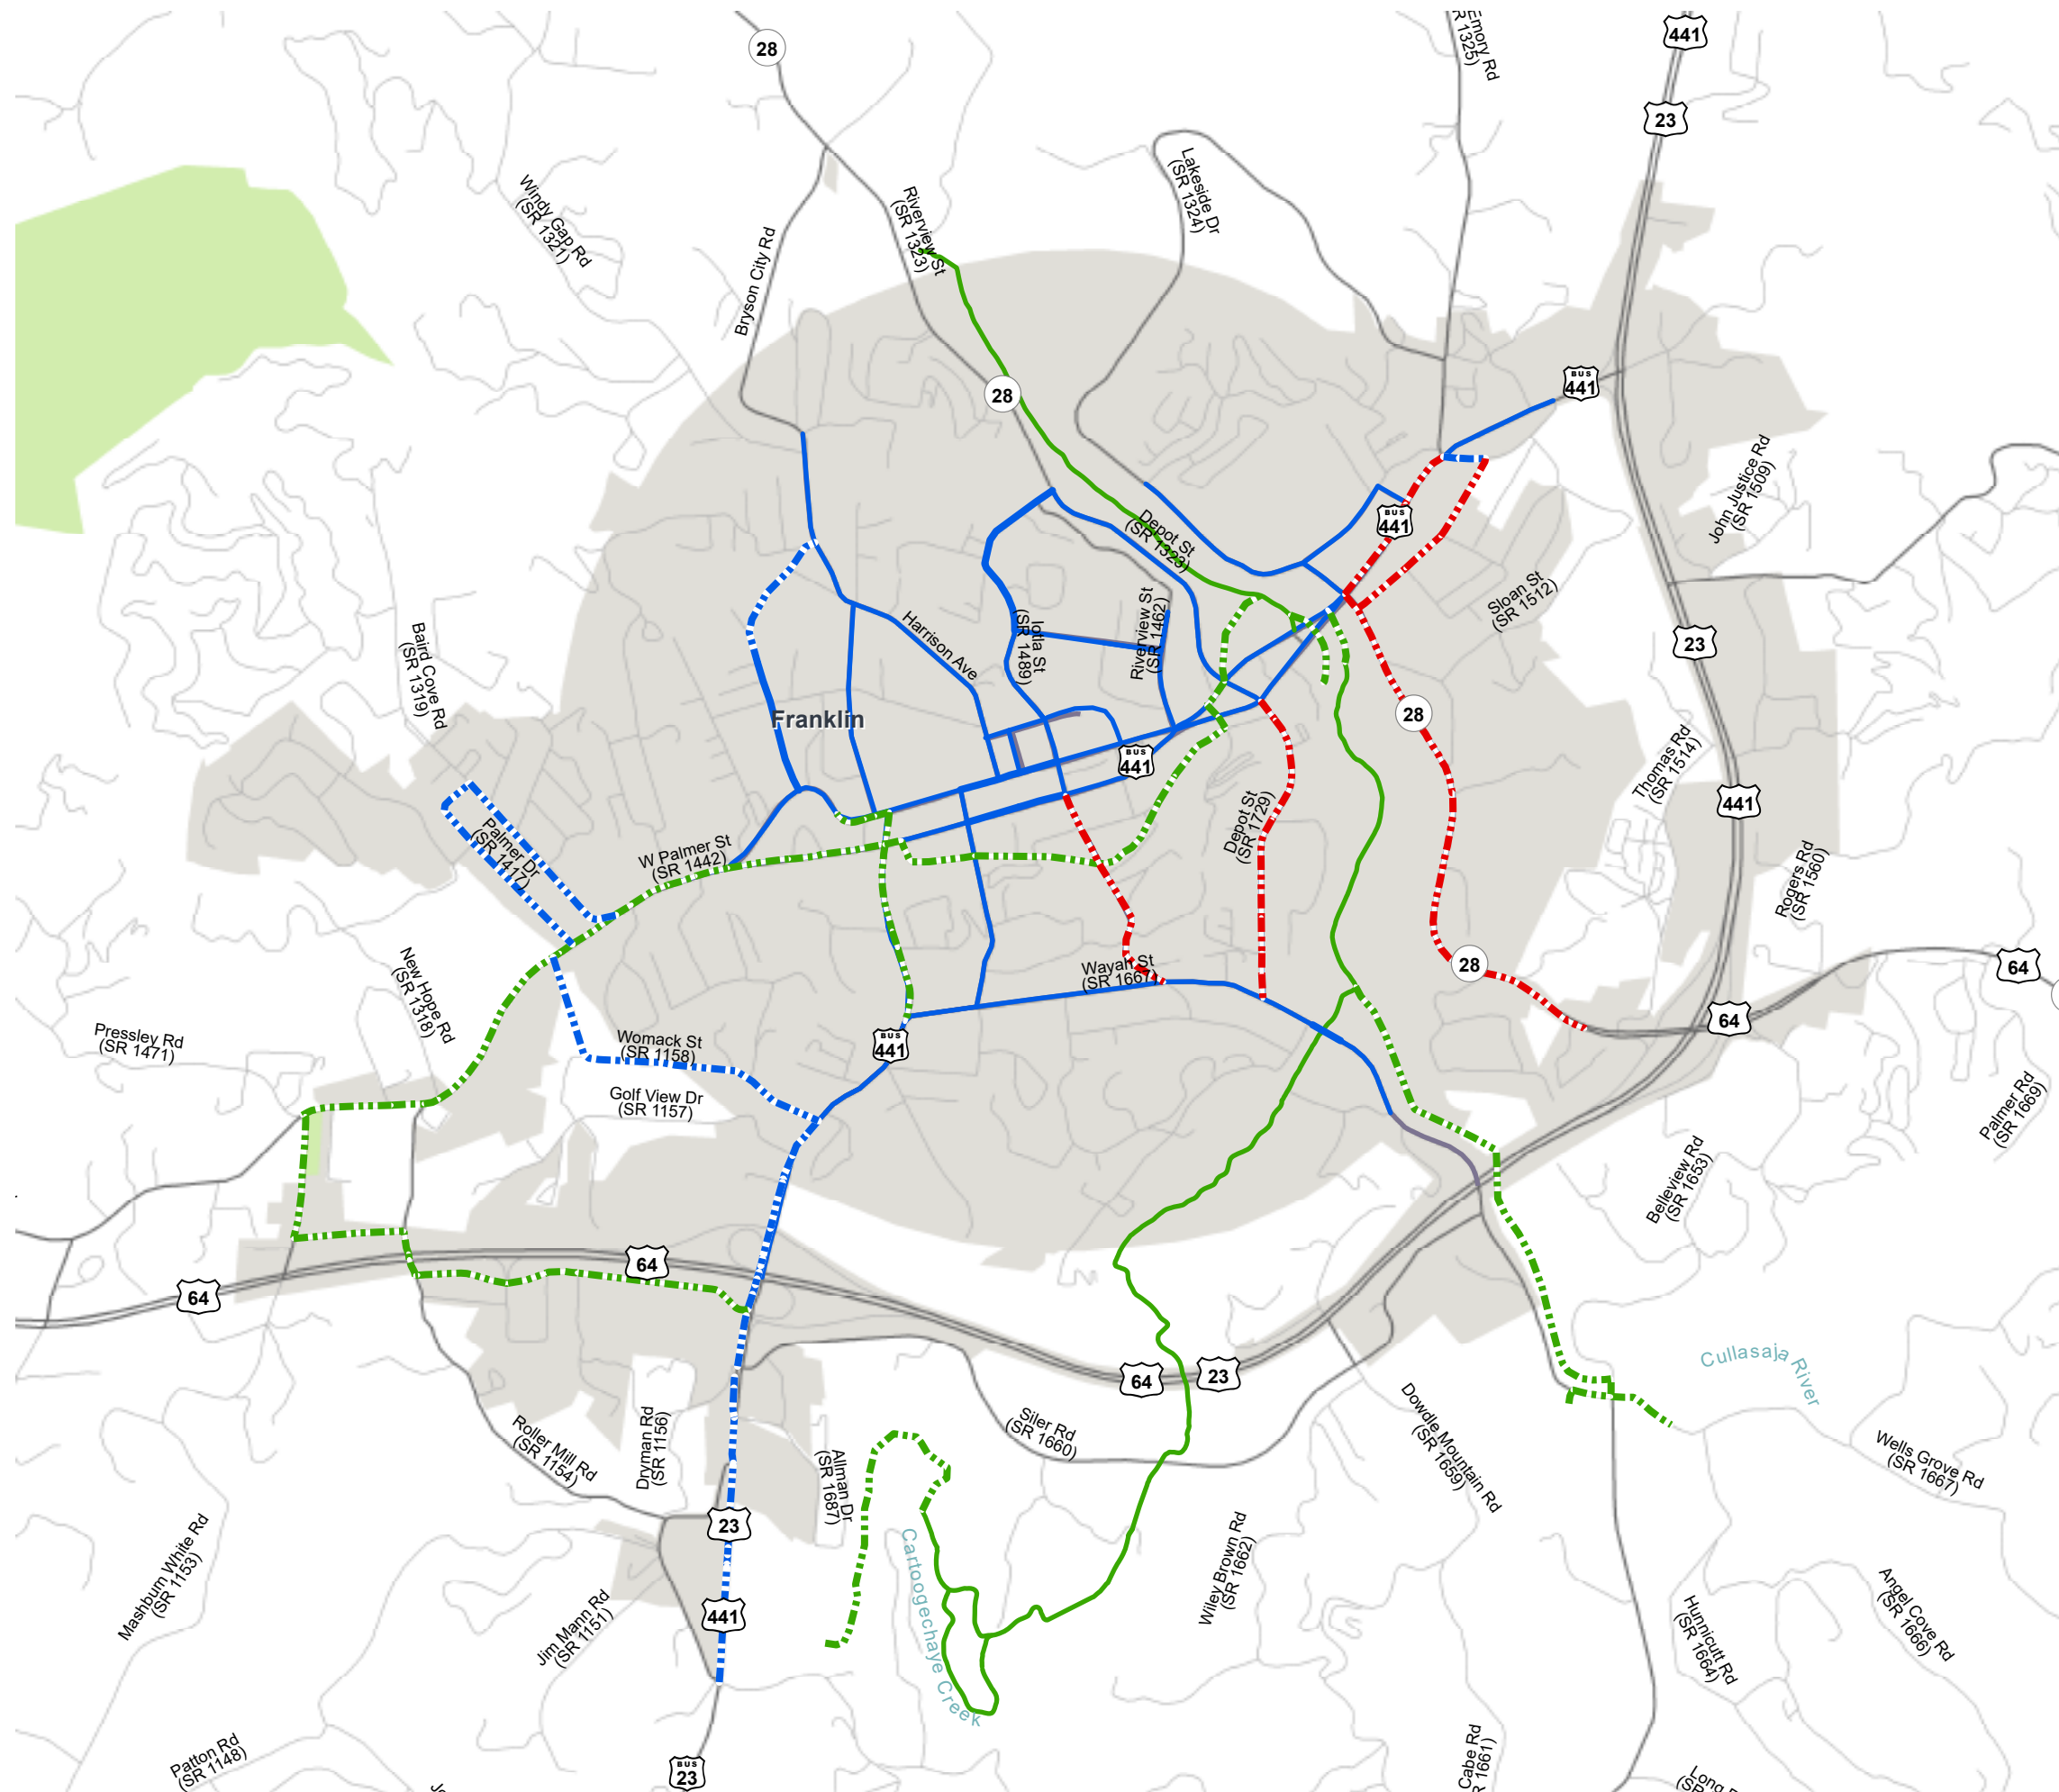 28
Emory Rd
441
23
Windy Gap Rd
(SR 1321)
Riverview St
(SR 1323)
Lakeside Dr
(SR 1324)
Bryson City Rd
28
BUS
441
John Justice Rd
(SR 1509)
BUS
441
Depot St
(SR 1323)
Sloan St
(SR 1512)
Baird Cove Rd
(SR 1319)
Harrison Ave
Iotla St
(SR 1489)
Riverview St
(SR 1462)
23
Franklin
28
BUS
441
Thomas Rd
(SR 1514)
441
Palmer Dr
(SR 1417)
W Palmer St
(SR 1442)
Depot St
(SR 1729)
Rogers Rd
(SR 1560)
New Hope Rd
(SR 1318)
Wayah St
(SR 1661)
28
64
Pressley Rd
(SR 1471)
Womack St
(SR 1158)
BUS
441
64
Golf View Dr
(SR 1157)
Palmer Rd
(SR 1669)
Belleview Rd
(SR 1653)
64
64
64
23
Cullasaja River
Roller Mill Rd
(SR 1154)
Dryman Rd
(SR 1156)
Allman Dr
(SR 1687)
Siler Rd
(SR 1660)
Dowdle Mountain Rd
(SR 1659)
Wells Grove Rd
(SR 1667)
Mashburn White Rd
(SR 1153)
23
441
Jim Mann Rd
(SR 1151)
Cartoogechaye Creek
Wiley Brown Rd
(SR 1662)
Hunnicutt Rd
(SR 1664)
Angel Cove Rd
(SR 1666)
Patton Rd
(SR 1148)
BUS
23
Cabe Rd
Long